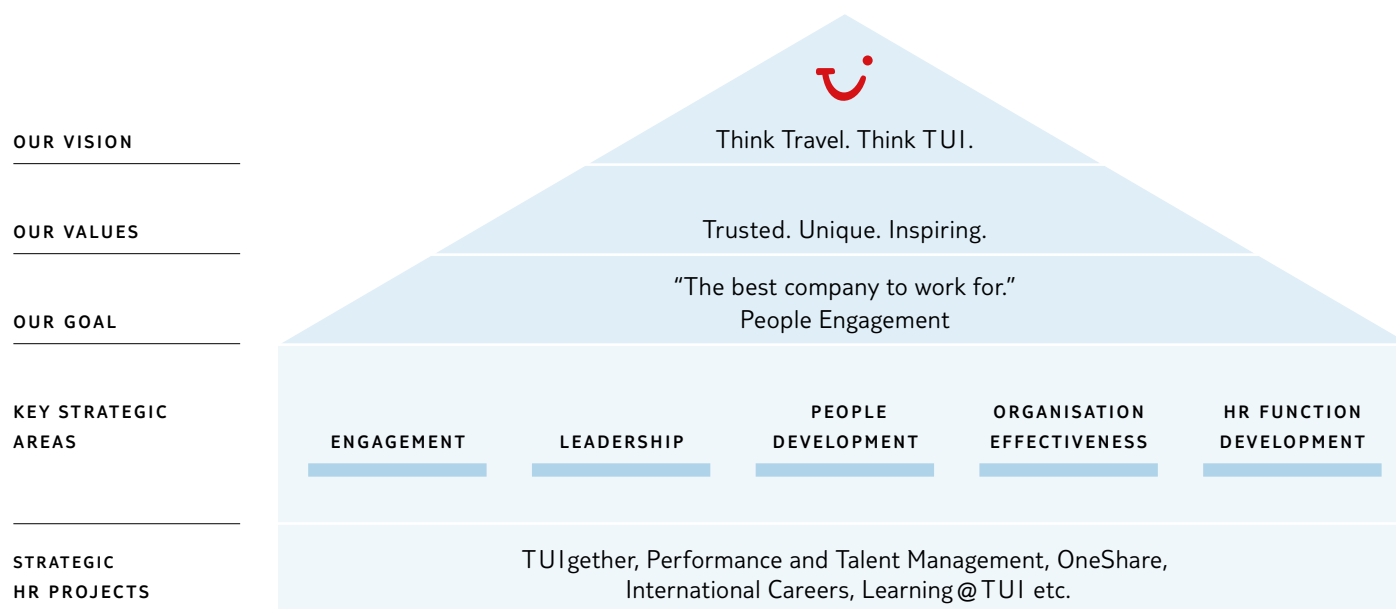 OUR VISION
Think Travel. Think TUI.
OUR VALUES
Trusted. Unique. Inspiring.
OUR GOAL
“The best company to work for.”
People Engagement
KEY STRATEGIC
AREAS
ENGAGEMENT
LEADERSHIP
PEOPLE
DEVELOPMENT
ORGANISATION
EFFECTIVENESS
HR FUNCTION
DEVELOPMENT
STRATEGIC
HR PROJECTS
TUIgether, Performance and Talent Management, OneShare,
International Careers, Learning@TUI etc.